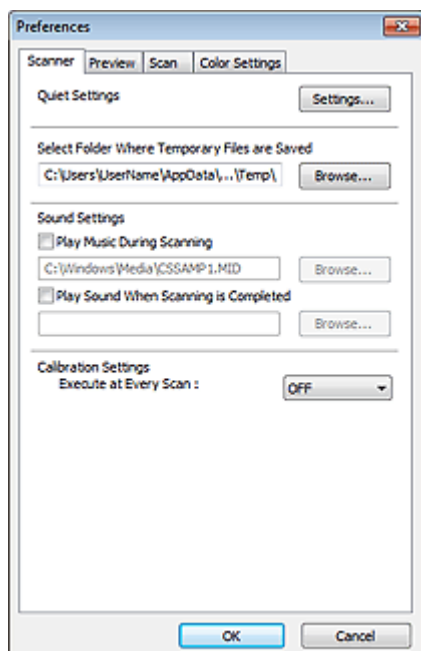 Preferences
Scanner Preview Scan Color Settings
Quiet Settings Settings...
Select Folder Where Temporary Files are Saved
C:\Users\UserName\AppData\...\Temp\ Browse...
Sound Settings
Play Music During Scanning
C:\Windows\Media\CSSAMP1.MID Browse...
Play Sound When Scanning is Completed
Browse...
Calibration Settings
Execute at Every Scan : OFF
OK Cancel